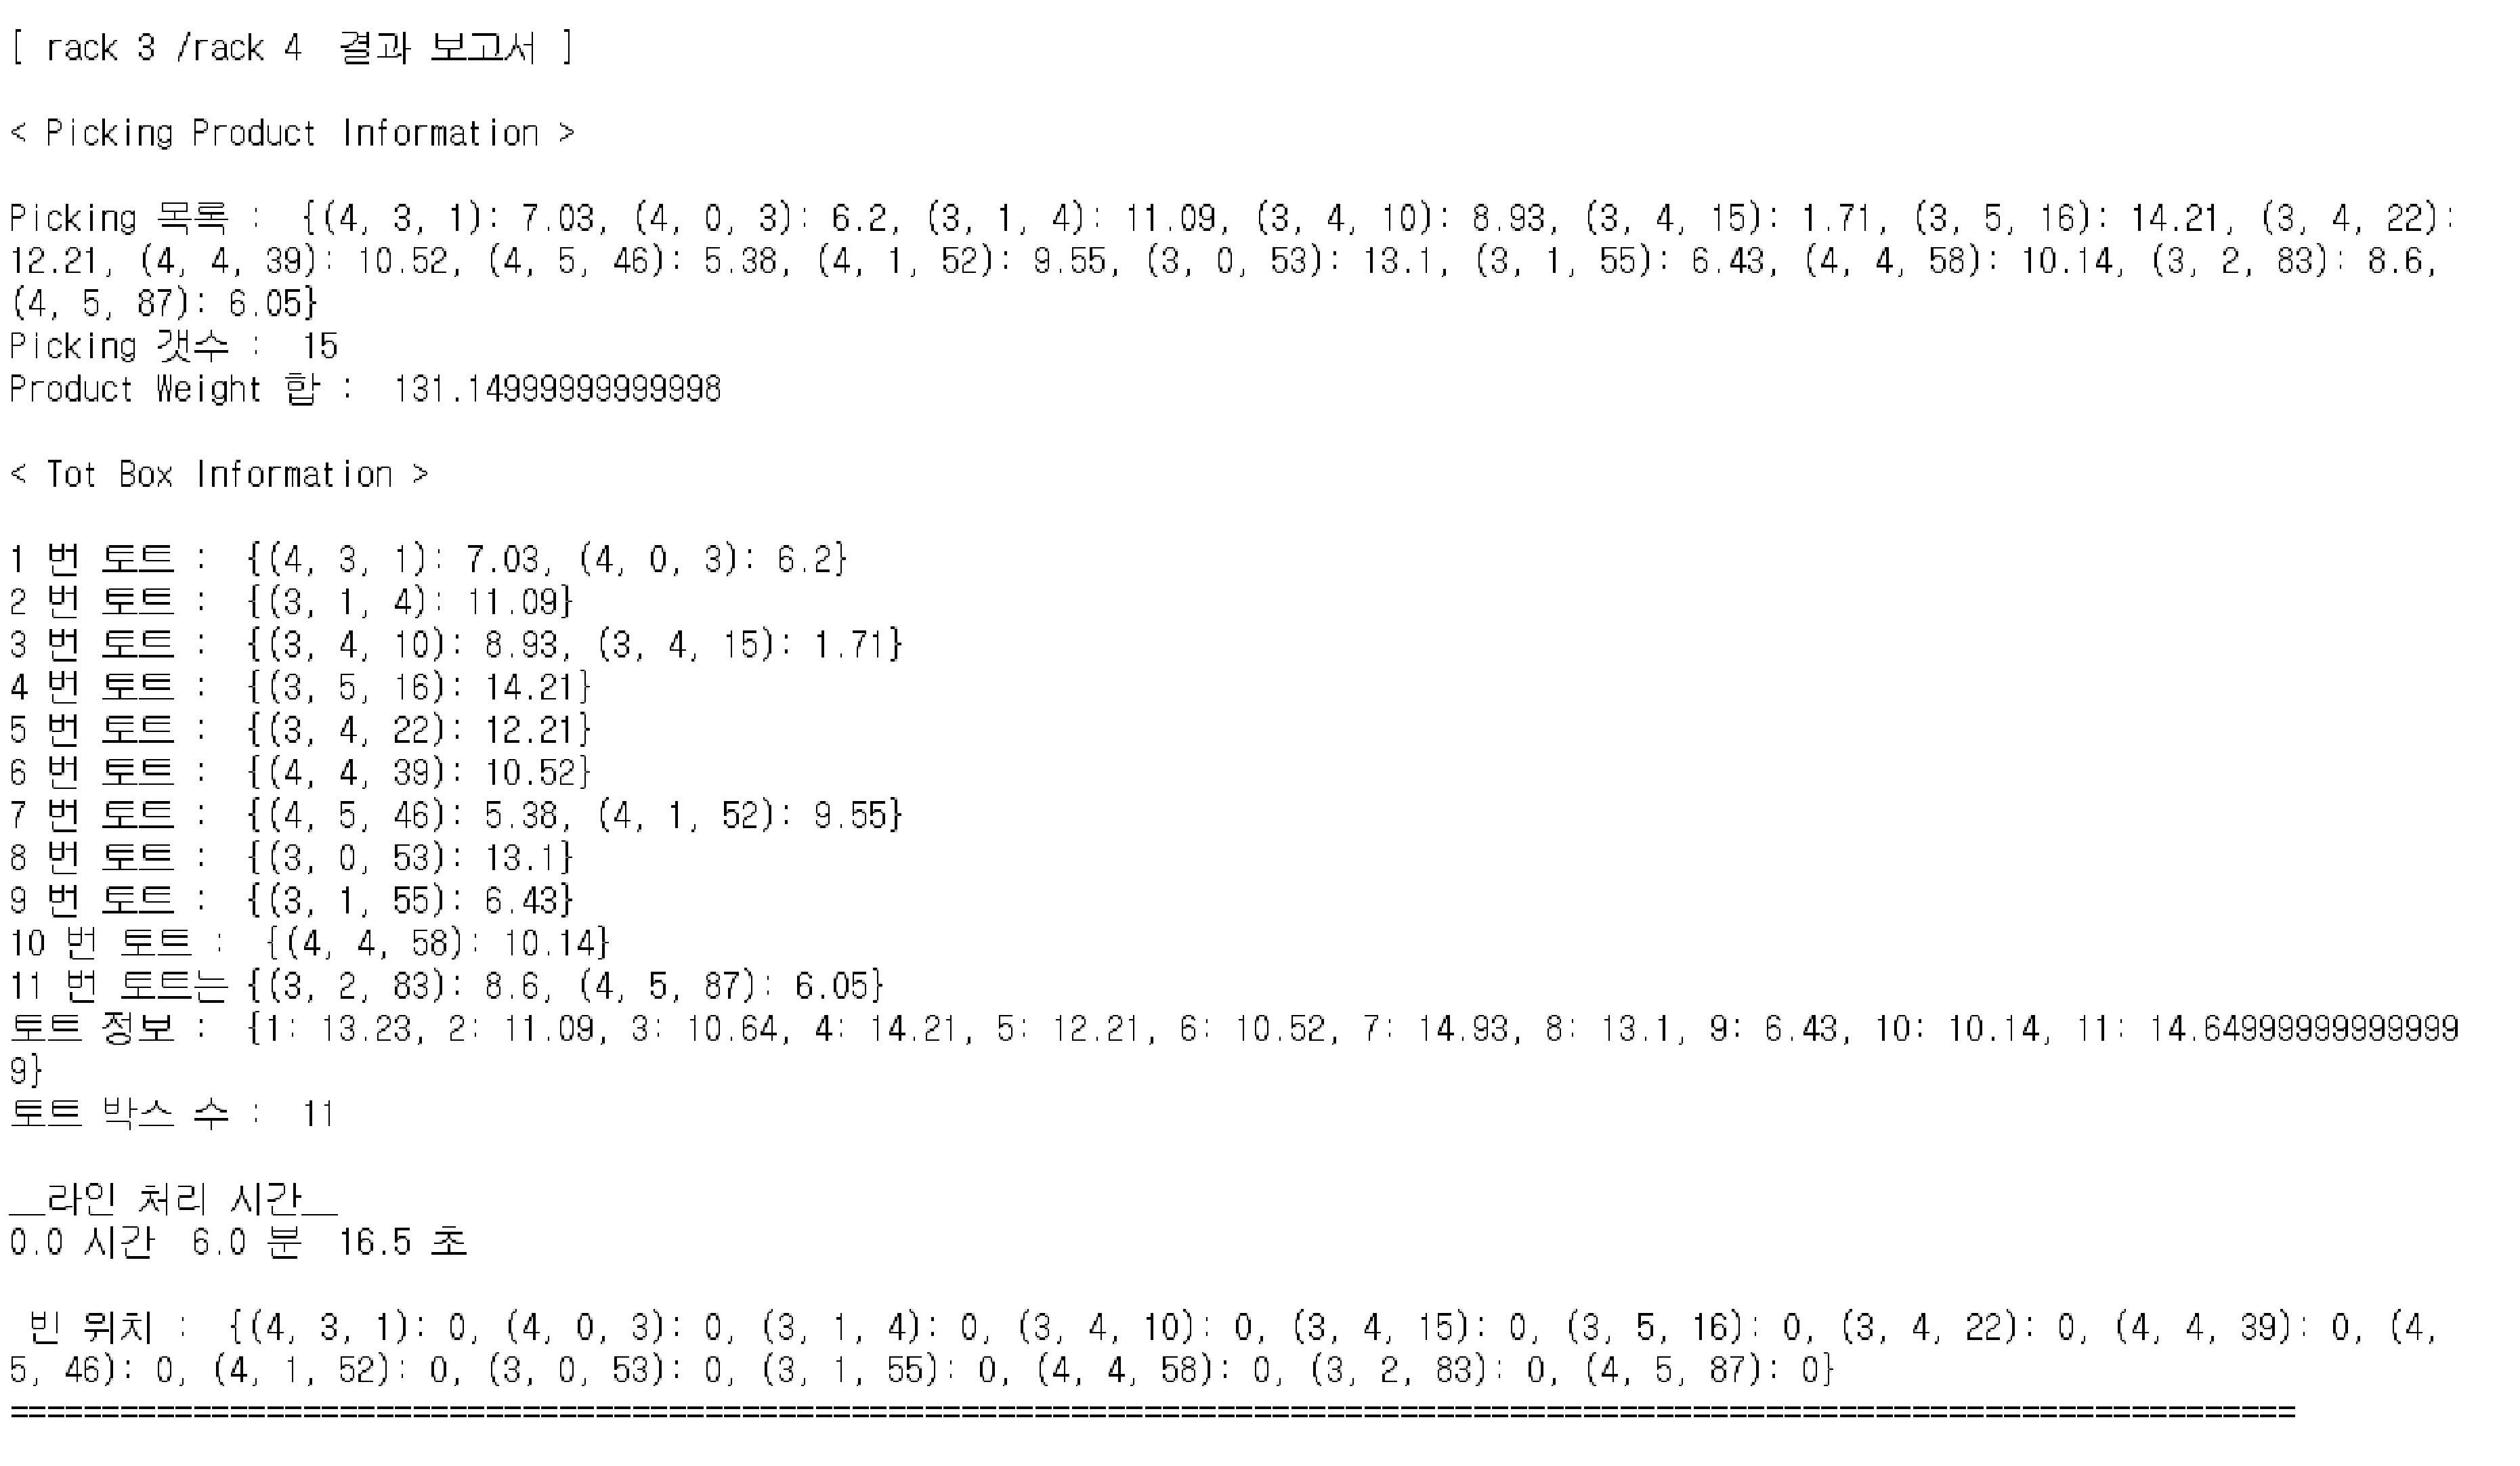 [ rack 3 /rack 4  결과 보고서 ]
< Picking Product Information >
Picking 목록 :  {(4, 3, 1): 7.03, (4, 0, 3): 6.2, (3, 1, 4): 11.09, (3, 4, 10): 8.93, (3, 4, 15): 1.71, (3, 5, 16): 14.21, (3, 4, 22):
12.21, (4, 4, 39): 10.52, (4, 5, 46): 5.38, (4, 1, 52): 9.55, (3, 0, 53): 13.1, (3, 1, 55): 6.43, (4, 4, 58): 10.14, (3, 2, 83): 8.6,
(4, 5, 87): 6.05}
Picking 갯수 :  15
Product Weight 합 :  131.14999999999998
< Tot Box Information >
1 번 토트 :  {(4, 3, 1): 7.03, (4, 0, 3): 6.2}
2 번 토트 :  {(3, 1, 4): 11.09}
3 번 토트 :  {(3, 4, 10): 8.93, (3, 4, 15): 1.71}
4 번 토트 :  {(3, 5, 16): 14.21}
5 번 토트 :  {(3, 4, 22): 12.21}
6 번 토트 :  {(4, 4, 39): 10.52}
7 번 토트 :  {(4, 5, 46): 5.38, (4, 1, 52): 9.55}
8 번 토트 :  {(3, 0, 53): 13.1}
9 번 토트 :  {(3, 1, 55): 6.43}
10 번 토트 :  {(4, 4, 58): 10.14}
11 번 토트는 {(3, 2, 83): 8.6, (4, 5, 87): 6.05}
토트 정보 :  {1: 13.23, 2: 11.09, 3: 10.64, 4: 14.21, 5: 12.21, 6: 10.52, 7: 14.93, 8: 13.1, 9: 6.43, 10: 10.14, 11: 14.64999999999999
9}
토트 박스 수 :  11
__라인 처리 시간__
0.0 시간  6.0 분  16.5 초
빈 위치 :  {(4, 3, 1): 0, (4, 0, 3): 0, (3, 1, 4): 0, (3, 4, 10): 0, (3, 4, 15): 0, (3, 5, 16): 0, (3, 4, 22): 0, (4, 4, 39): 0, (4,
5, 46): 0, (4, 1, 52): 0, (3, 0, 53): 0, (3, 1, 55): 0, (4, 4, 58): 0, (3, 2, 83): 0, (4, 5, 87): 0}
=============================================================================================================================